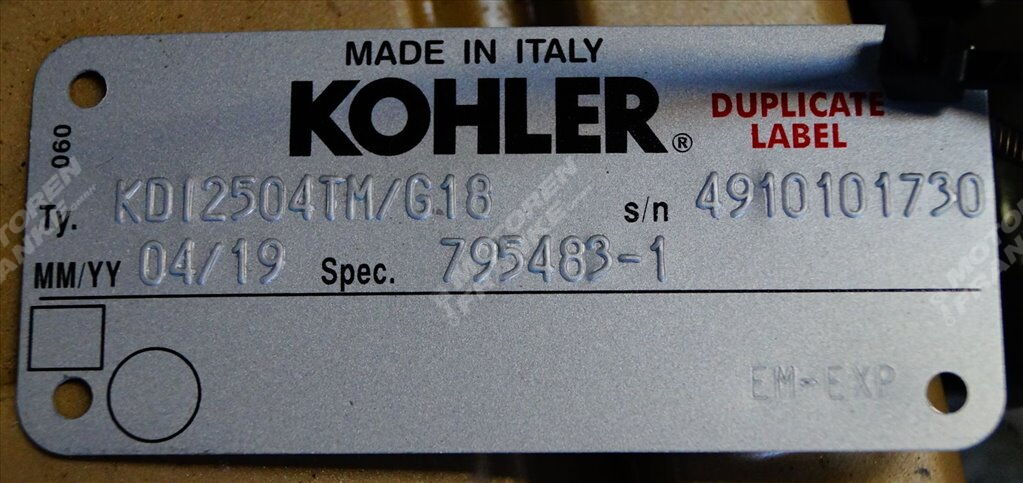 MADE IN ITALY
KOHLER®
DUPLICATE
LABEL
060
Ty. KDI2504TM/G18 s/n 4910101730
MM/YY 04/19 Spec. 795483-1
EM-EXP